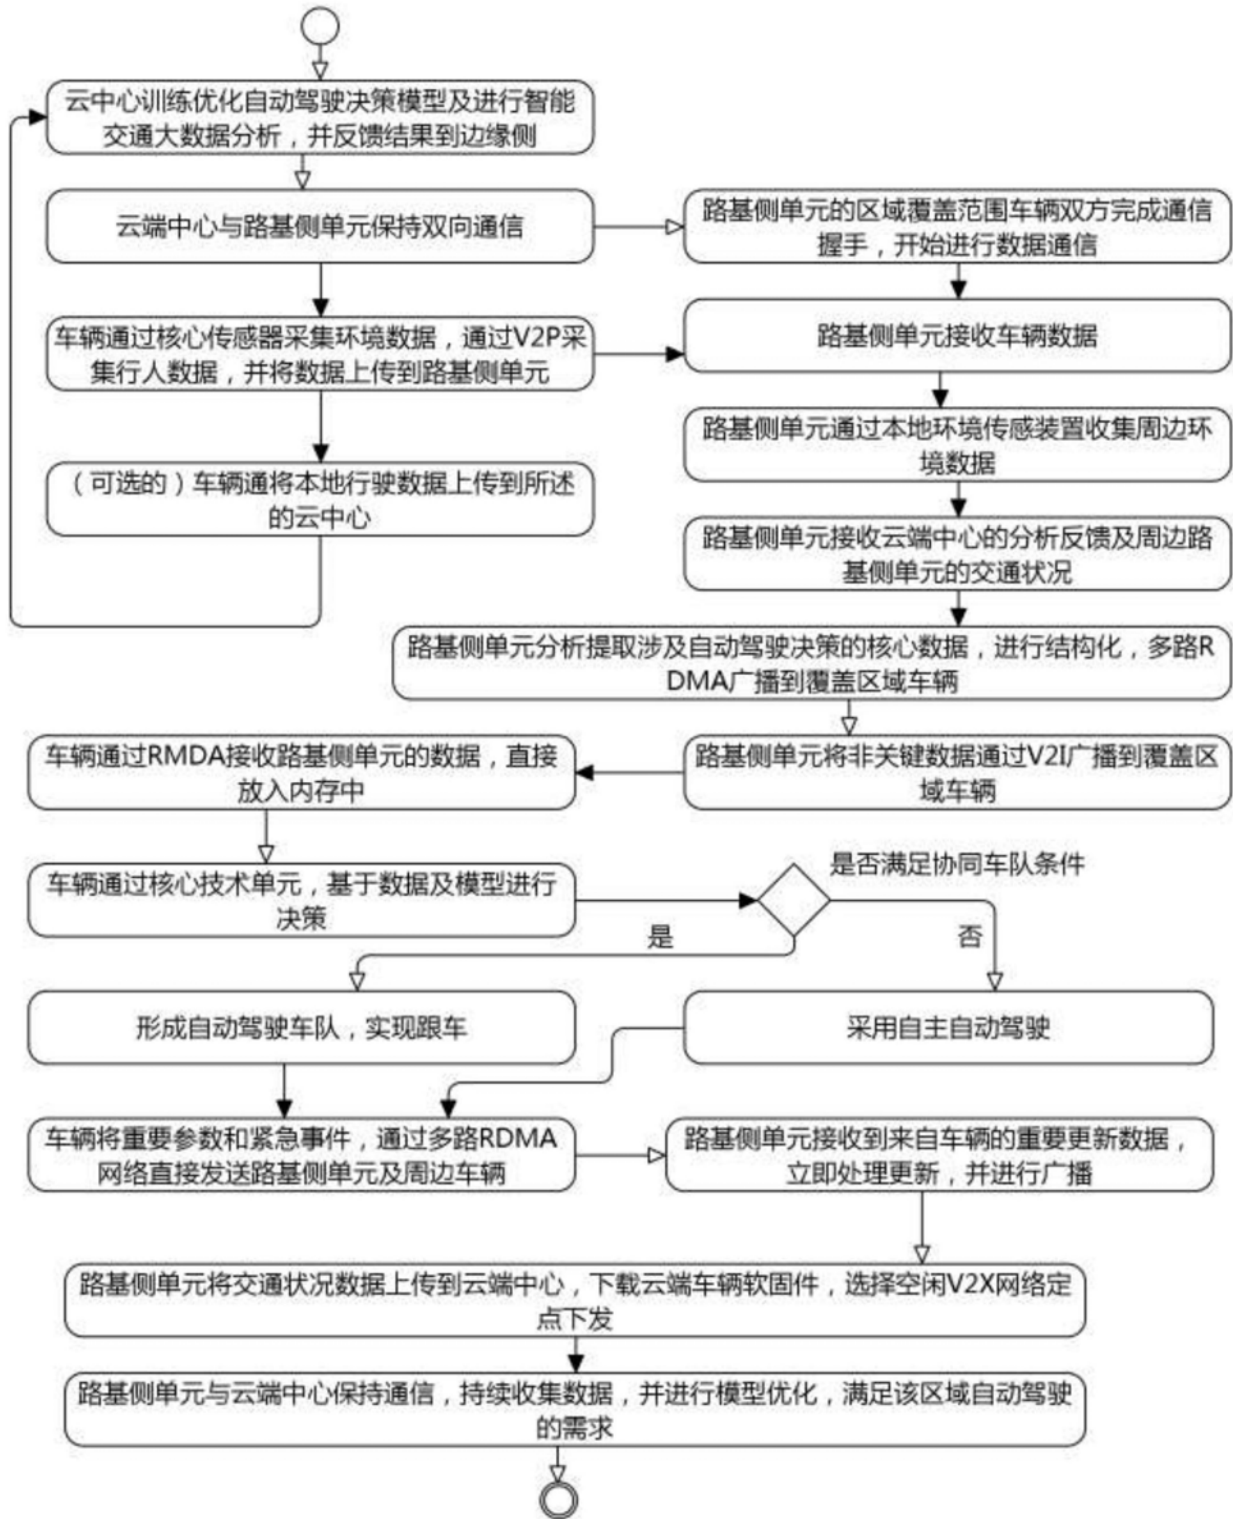 云中心训练优化自动驾驶决策模型及进行智能
交通大数据分析，并反馈结果到边缘侧
云端中心与路基侧单元保持双向通信
路基侧单元的区域覆盖范围车辆双方完成通信
握手，开始进行数据通信
车辆通过核心传感器采集环境数据，通过V2P采
集行人数据，并将数据上传到路基侧单元
路基侧单元接收车辆数据
路基侧单元通过本地环境传感装置收集周边环
境数据
（可选的）车辆通将本地行驶数据上传到所述
的云中心
路基侧单元接收云端中心的分析反馈及周边路
基侧单元的交通状况
路基侧单元分析提取涉及自动驾驶决策的核心数据，进行结构化，多路R
DMA广播到覆盖区域车辆
车辆通过RMDA接收路基侧单元的数据，直接
放入内存中
路基侧单元将非关键数据通过V2I广播到覆盖区
域车辆
车辆通过核心技术单元，基于数据及模型进行
决策
是否满足协同车队条件
是
否
形成自动驾驶车队，实现跟车
采用自主自动驾驶
车辆将重要参数和紧急事件，通过多路RDMA
网络直接发送路基侧单元及周边车辆
路基侧单元接收到来自车辆的重要更新数据，
立即处理更新，并进行广播
路基侧单元将交通状况数据上传到云端中心，下载云端车辆软固件，选择空闲V2X网络定
点下发
路基侧单元与云端中心保持通信，持续收集数据，并进行模型优化，满足该区域自动驾驶
的需求